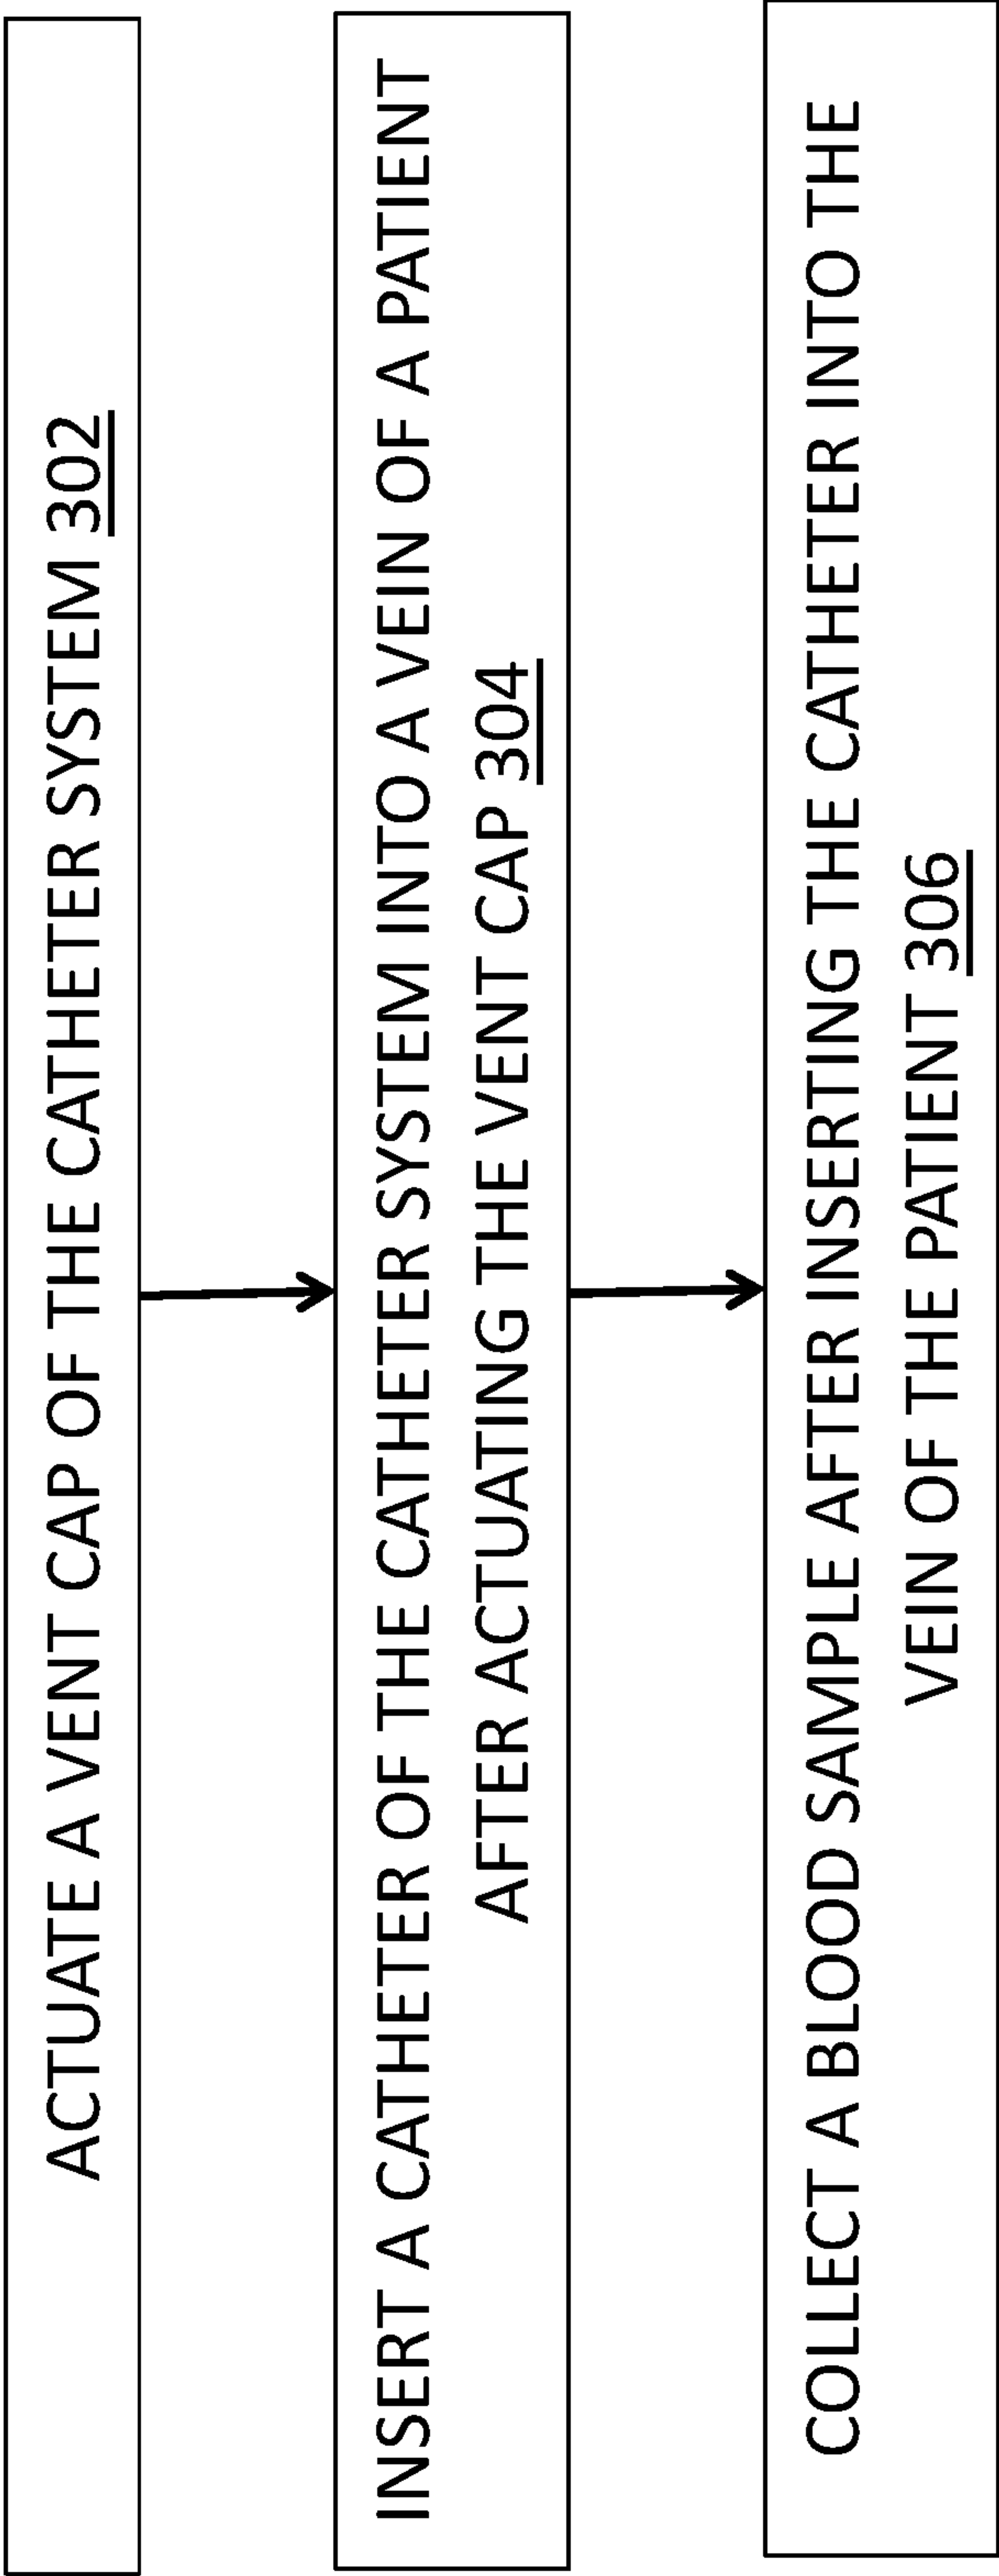 ACTUATE A VENT CAP OF THE CATHETER SYSTEM 302
INSERT A CATHETER OF THE CATHETER SYSTEM INTO A VEIN OF A PATIENT
AFTER ACTUATING THE VENT CAP 304
COLLECT A BLOOD SAMPLE AFTER INSERTING THE CATHETER INTO THE
VEIN OF THE PATIENT 306